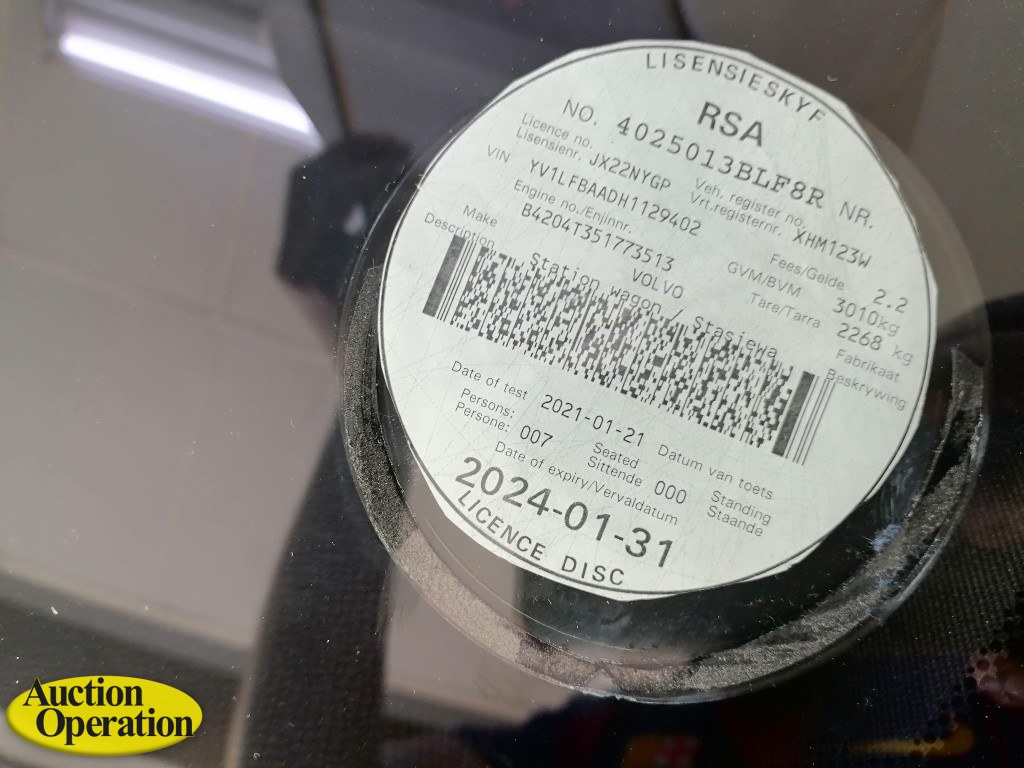 LISENSIESKYF
RSA
NO. 4025013BLF8R NR.
Licence no. JX22NYGP Veh. register no. XHM123W
Lisensienr. Vrt.registernr.
VIN YV1LFBAADH1129402 Fees/Gelde 2.2
Engine no./Enjinnr. GVM/BVM 3010kg
B4204T351773513 Tare/Tarra 2268 kg
Make VOLVO Fabrikaat
Description Station wagon / Stasiewa Beskrywing
Date of test 2021-01-21 Datum van toets
Persons: 007 Seated 000 Standing
Persone: Sittende Staande
Date of expiry/Vervaldatum
2024-01-31
LICENCE DISC
Auction
Operation